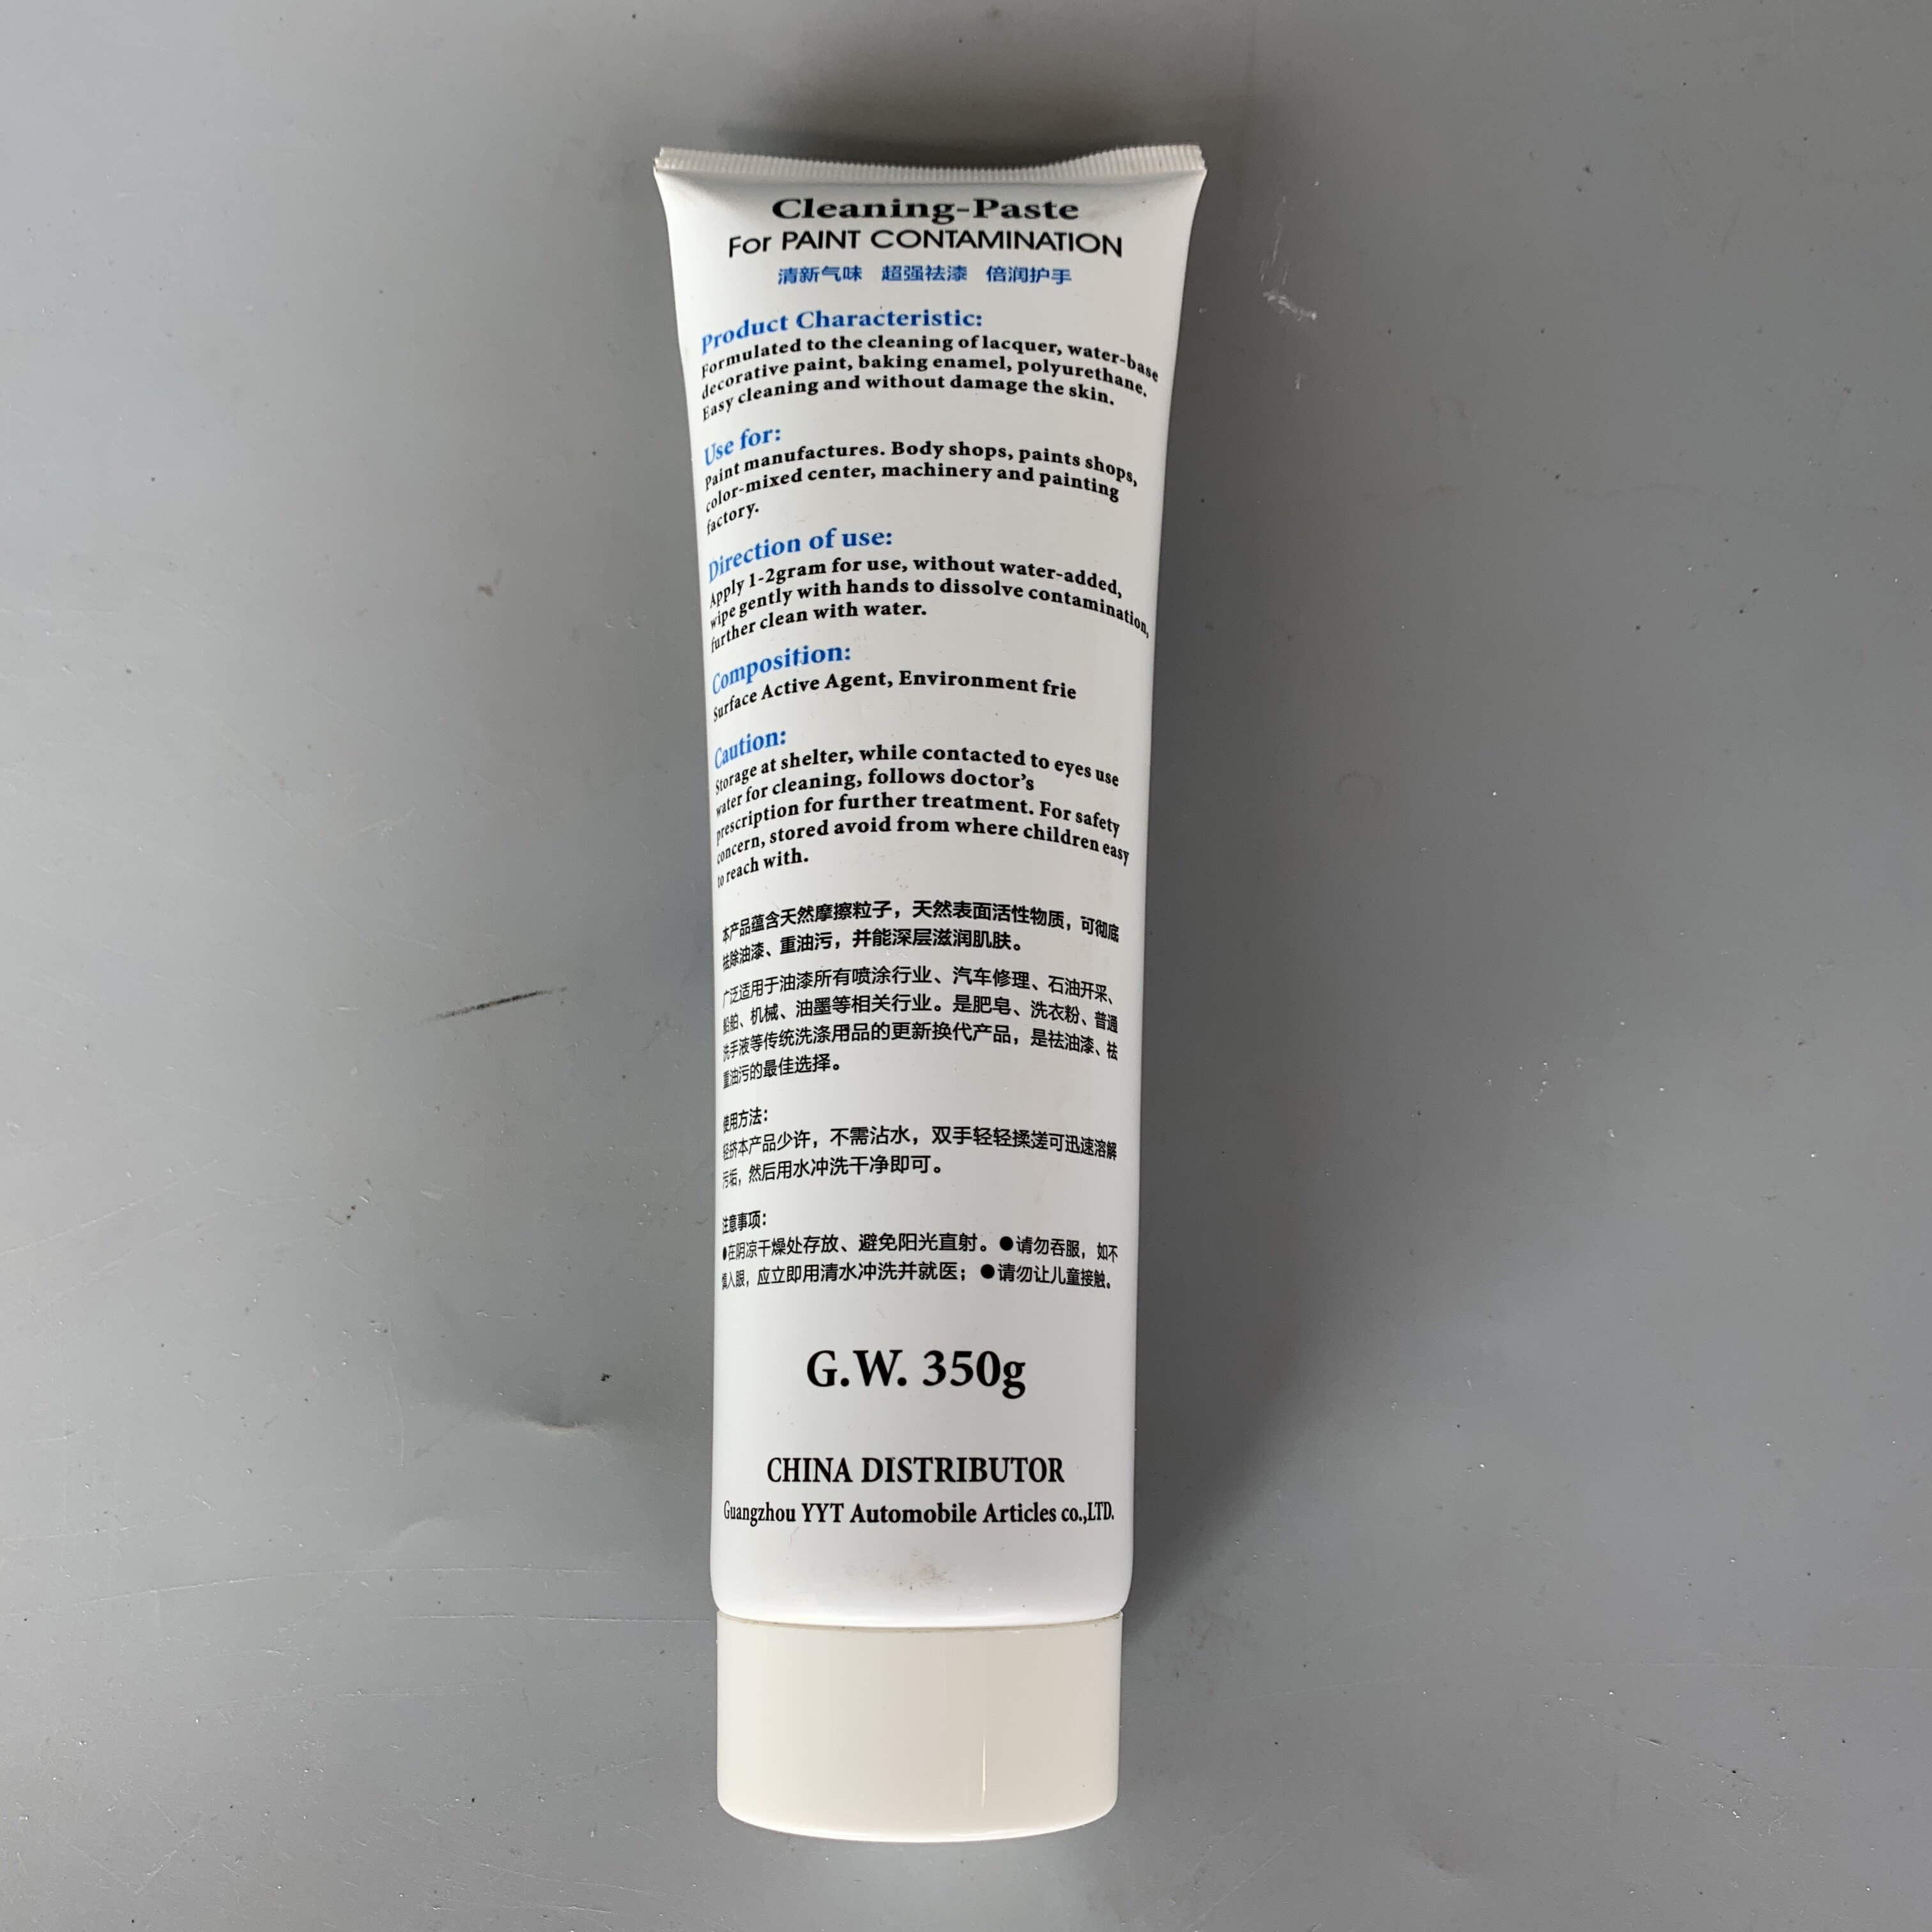 Cleaning-Paste
For PAINT CONTAMINATION
清新气味 超强祛漆 倍润护手
Product Characteristic:
Formulated to the cleaning of lacquer, water-base
decorative paint, baking enamel, polyurethane.
Easy cleaning and without damage the skin.
Use for:
Paint manufactures. Body shops, paints shops,
color-mixed center, machinery and painting
factory.
Direction of use:
Apply 1-2gram for use, without water-added,
wipe gently with hands to dissolve contamination,
further clean with water.
Composition:
Surface Active Agent, Environment frie
Caution:
Storage at shelter, while contacted to eyes use
water for cleaning, follows doctor's
prescription for further treatment. For safety
concern, stored avoid from where children easy
to reach with.
本产品蕴含天然摩擦粒子，天然表面活性物质，可彻底
祛除油漆、重油污，并能深层滋润肌肤。
广泛适用于油漆所有喷涂行业、汽车修理、石油开采、
船舶、机械、油墨等相关行业。是肥皂、洗衣粉、普通
洗手液等传统洗涤用品的更新换代产品，是祛油漆、祛
重油污的最佳选择。
使用方法：
轻挤本产品少许，不需沾水，双手轻轻揉搓可迅速溶解
污垢，然后用水冲洗干净即可。
注意事项：
●在阴凉干燥处存放、避免阳光直射。●请勿吞服，如不
慎入眼，应立即用清水冲洗并就医；●请勿让儿童接触。
G.W. 350g
CHINA DISTRIBUTOR
Guangzhou YYT Automobile Articles co.,LTD.